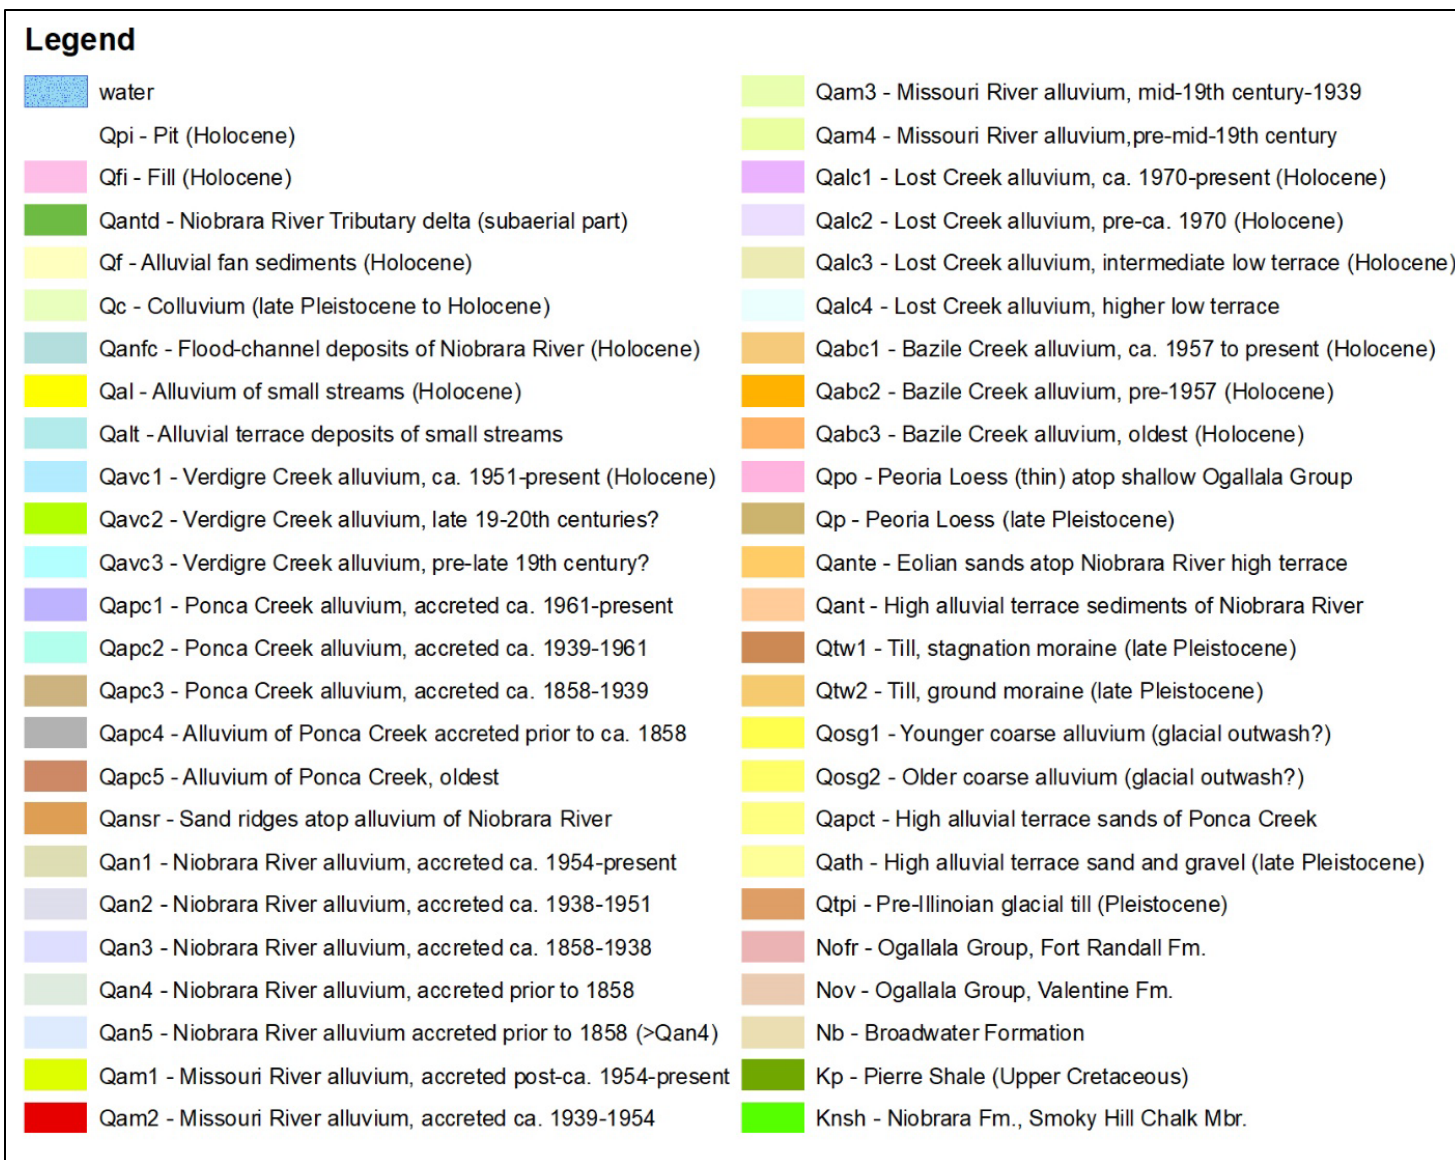 Legend
water
Qpi - Pit (Holocene)
Qfi - Fill (Holocene)
Qantd - Niobrara River Tributary delta (subaerial part)
Qf - Alluvial fan sediments (Holocene)
Qc - Colluvium (late Pleistocene to Holocene)
Qanfc - Flood-channel deposits of Niobrara River (Holocene)
Qal - Alluvium of small streams (Holocene)
Qalt - Alluvial terrace deposits of small streams
Qavc1 - Verdigre Creek alluvium, ca. 1951-present (Holocene)
Qavc2 - Verdigre Creek alluvium, late 19-20th centuries?
Qavc3 - Verdigre Creek alluvium, pre-late 19th century?
Qapc1 - Ponca Creek alluvium, accreted ca. 1961-present
Qapc2 - Ponca Creek alluvium, accreted ca. 1939-1961
Qapc3 - Ponca Creek alluvium, accreted ca. 1858-1939
Qapc4 - Alluvium of Ponca Creek accreted prior to ca. 1858
Qapc5 - Alluvium of Ponca Creek, oldest
Qansr - Sand ridges atop alluvium of Niobrara River
Qan1 - Niobrara River alluvium, accreted ca. 1954-present
Qan2 - Niobrara River alluvium, accreted ca. 1938-1951
Qan3 - Niobrara River alluvium, accreted ca. 1858-1938
Qan4 - Niobrara River alluvium, accreted prior to 1858
Qan5 - Niobrara River alluvium accreted prior to 1858 (>Qan4)
Qam1 - Missouri River alluvium, accreted post-ca. 1954-present
Qam2 - Missouri River alluvium, accreted ca. 1939-1954
Qam3 - Missouri River alluvium, mid-19th century-1939
Qam4 - Missouri River alluvium,pre-mid-19th century
Qalc1 - Lost Creek alluvium, ca. 1970-present (Holocene)
Qalc2 - Lost Creek alluvium, pre-ca. 1970 (Holocene)
Qalc3 - Lost Creek alluvium, intermediate low terrace (Holocene)
Qalc4 - Lost Creek alluvium, higher low terrace
Qabc1 - Bazile Creek alluvium, ca. 1957 to present (Holocene)
Qabc2 - Bazile Creek alluvium, pre-1957 (Holocene)
Qabc3 - Bazile Creek alluvium, oldest (Holocene)
Qpo - Peoria Loess (thin) atop shallow Ogallala Group
Qp - Peoria Loess (late Pleistocene)
Qante - Eolian sands atop Niobrara River high terrace
Qant - High alluvial terrace sediments of Niobrara River
Qtw1 - Till, stagnation moraine (late Pleistocene)
Qtw2 - Till, ground moraine (late Pleistocene)
Qosg1 - Younger coarse alluvium (glacial outwash?)
Qosg2 - Older coarse alluvium (glacial outwash?)
Qapct - High alluvial terrace sands of Ponca Creek
Qath - High alluvial terrace sand and gravel (late Pleistocene)
Qtpi - Pre-Illinoian glacial till (Pleistocene)
Nofr - Ogallala Group, Fort Randall Fm.
Nov - Ogallala Group, Valentine Fm.
Nb - Broadwater Formation
Kp - Pierre Shale (Upper Cretaceous)
Knsh - Niobrara Fm., Smoky Hill Chalk Mbr.